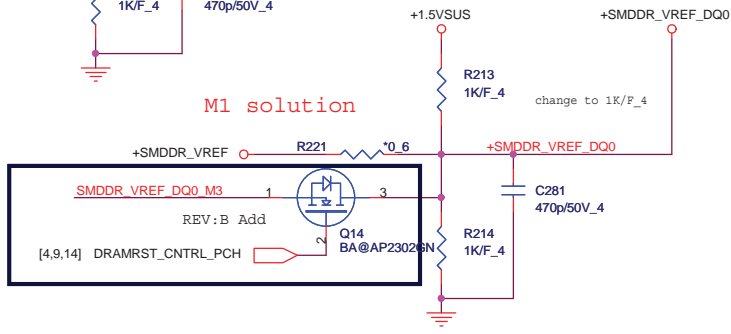 1K/F_4 470p/50V_4
+1.5VSUS +SMDDR_VREF_DQ0
R213
1K/F_4
change to 1K/F_4
M1 solution
+SMDDR_VREF R221 *0_6 +SMDDR_VREF_DQ0
SMDDR_VREF_DQ0_M3 1 3
C281
470p/50V_4
REV:B Add
2
Q14
BA@AP2302GN
R214
1K/F_4
[4,9,14] DRAMRST_CNTRL_PCH